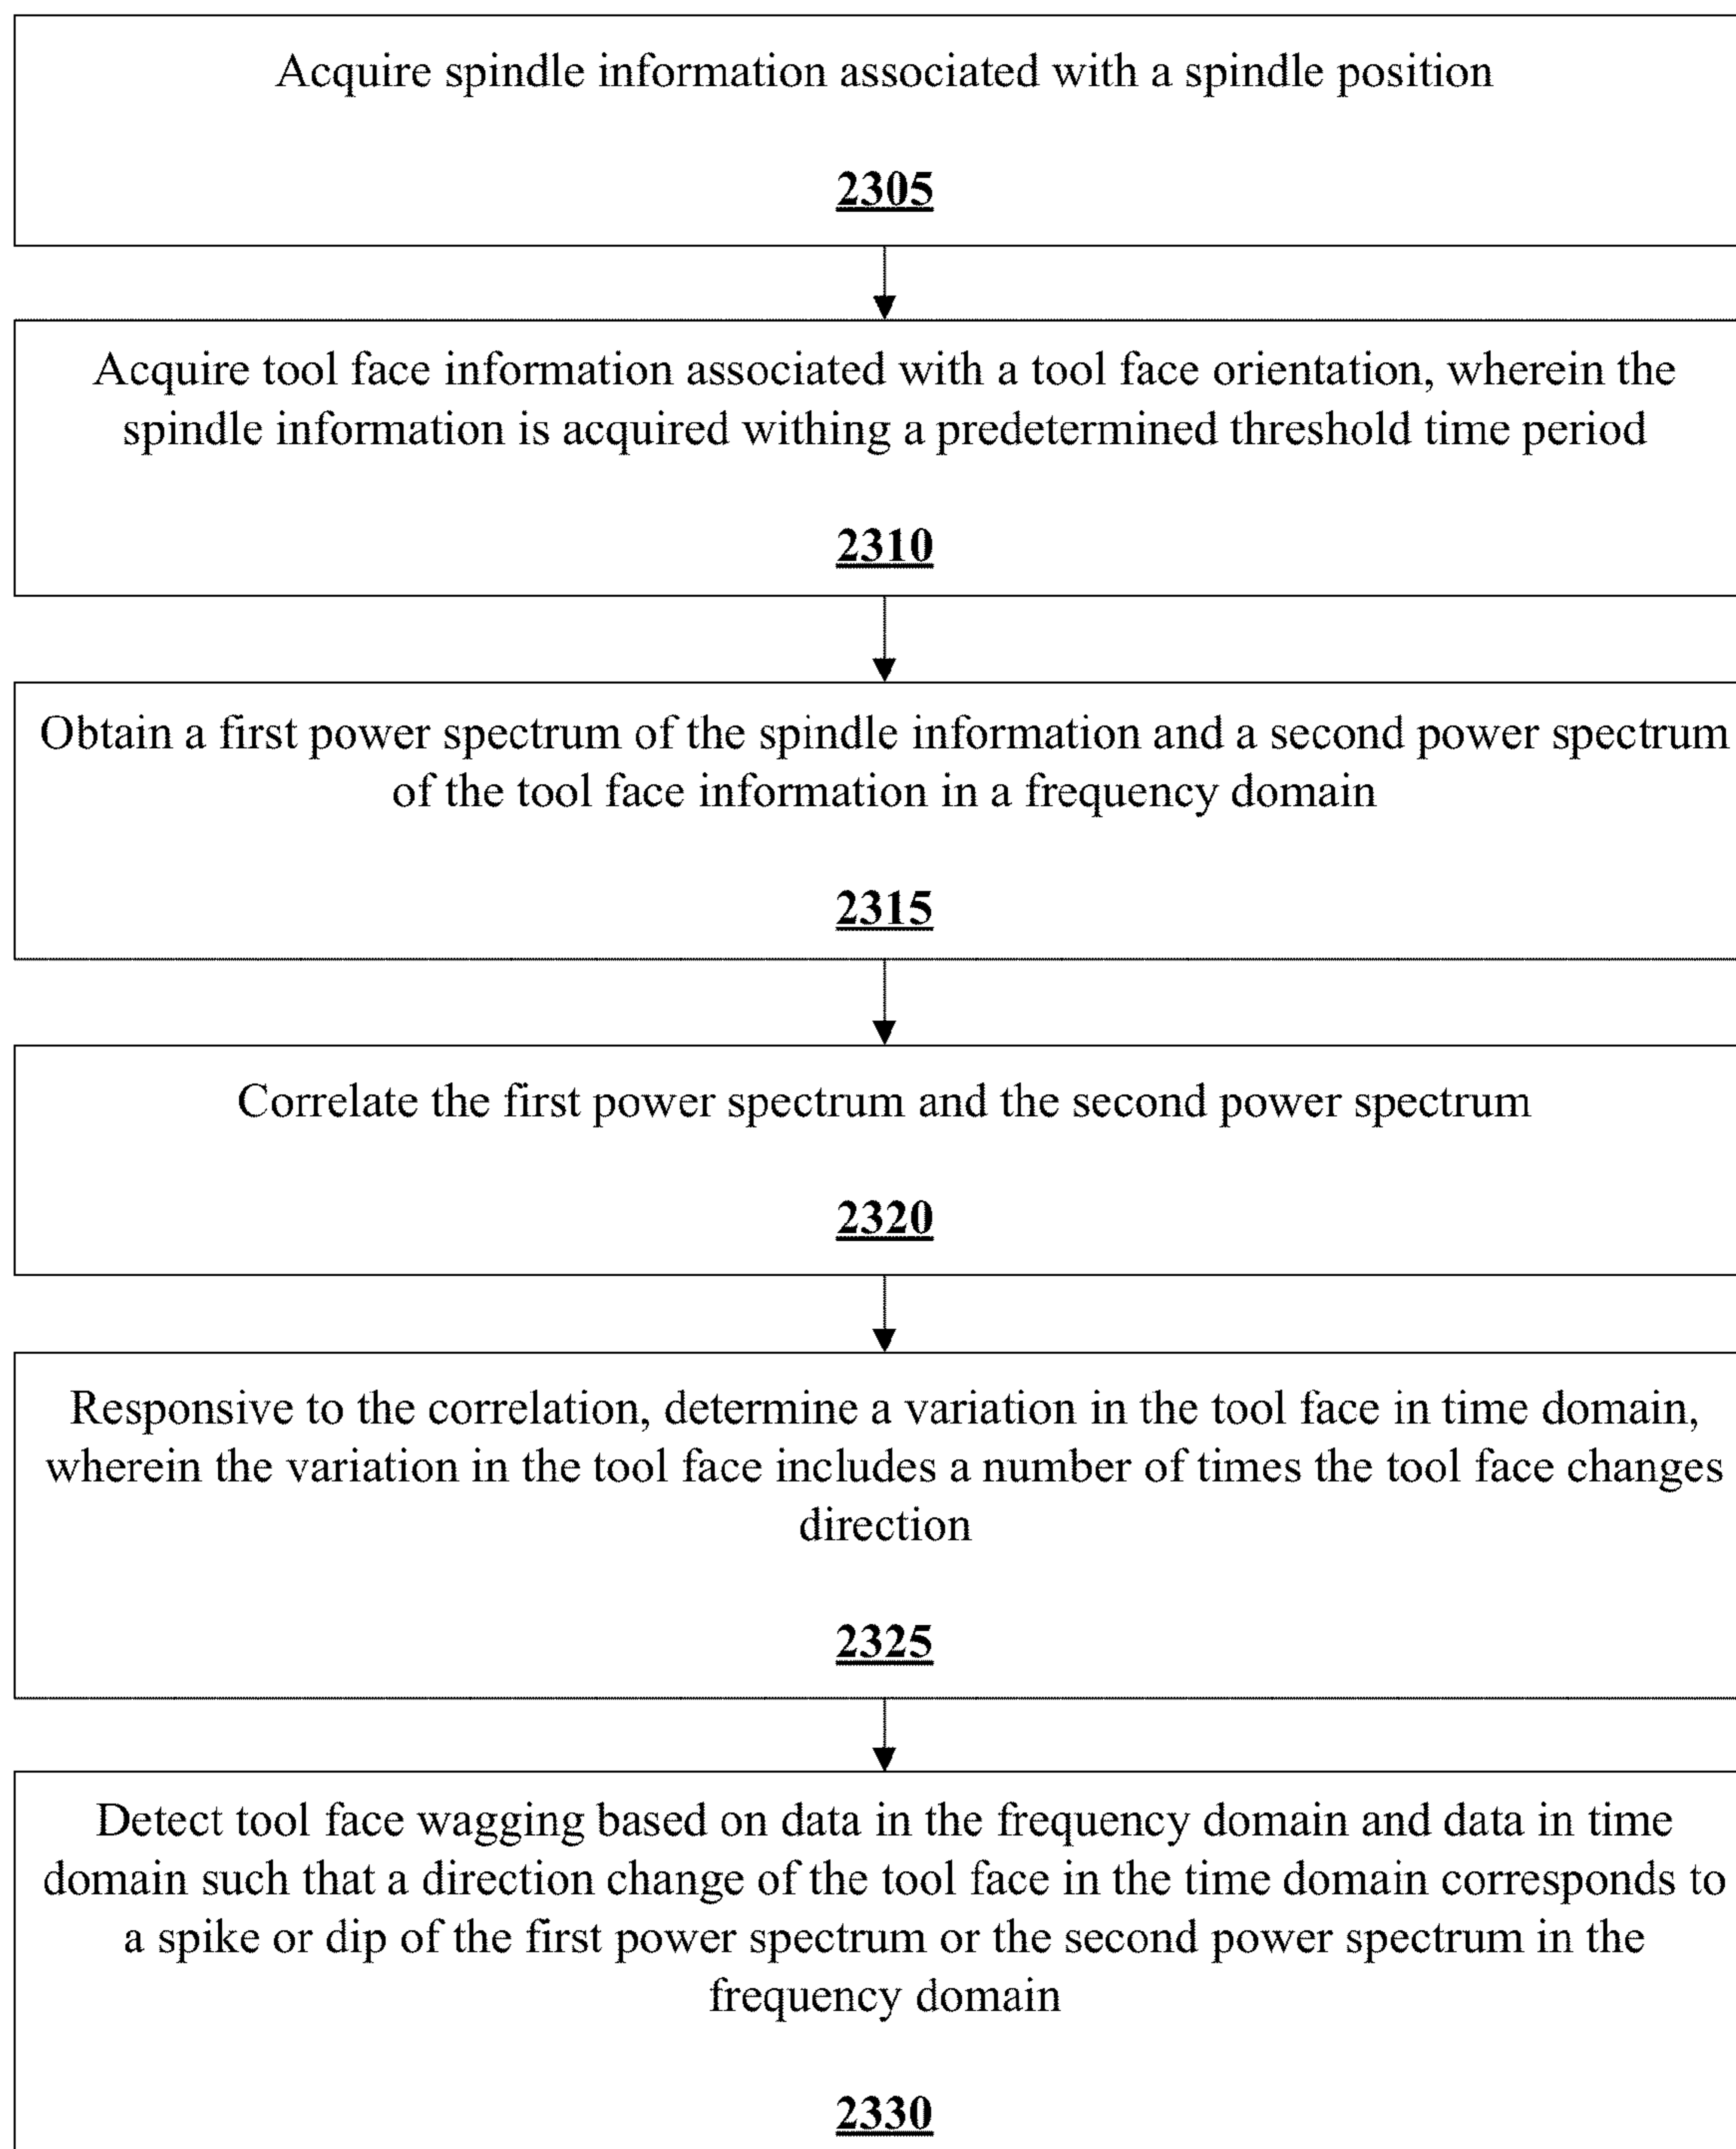 Acquire spindle information associated with a spindle position
2305
Acquire tool face information associated with a tool face orientation, wherein the
spindle information is acquired withing a predetermined threshold time period
2310
Obtain a first power spectrum of the spindle information and a second power spectrum
of the tool face information in a frequency domain
2315
Correlate the first power spectrum and the second power spectrum
2320
Responsive to the correlation, determine a variation in the tool face in time domain,
wherein the variation in the tool face includes a number of times the tool face changes
direction
2325
Detect tool face wagging based on data in the frequency domain and data in time
domain such that a direction change of the tool face in the time domain corresponds to
a spike or dip of the first power spectrum or the second power spectrum in the
frequency domain
2330